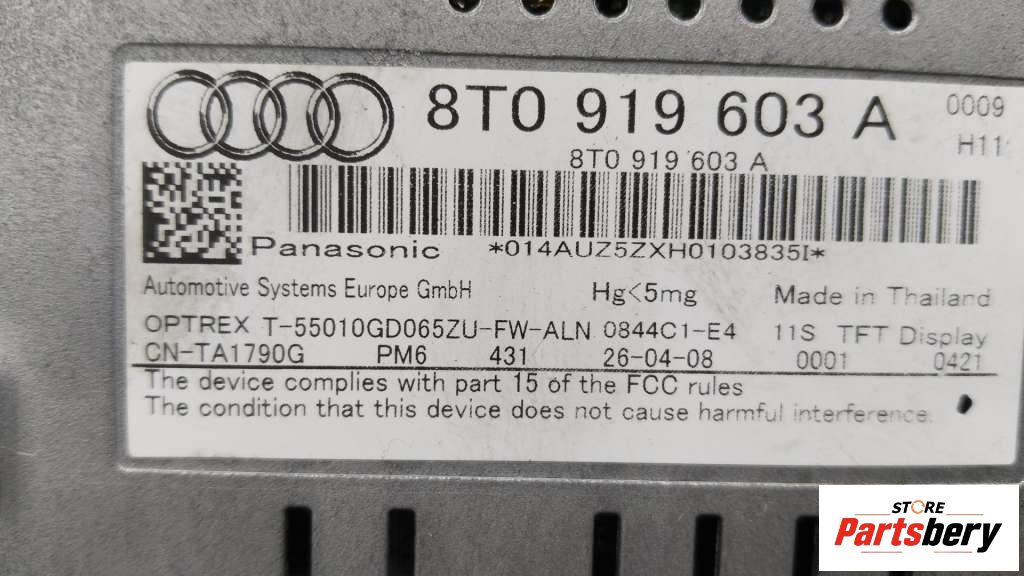 8T0 919 603 A 0009
H11
8T0 919 603 A
Panasonic *014AUZ5ZXH0103835I*
Automotive Systems Europe GmbH Hg<5mg Made in Thailand
OPTREX T-55010GD065ZU-FW-ALN 0844C1-E4 11S TFT Display
CN-TA1790G PM6 431 26-04-08 0001 0421
The device complies with part 15 of the FCC rules
The condition that this device does not cause harmful interference.
STORE
Partsbery